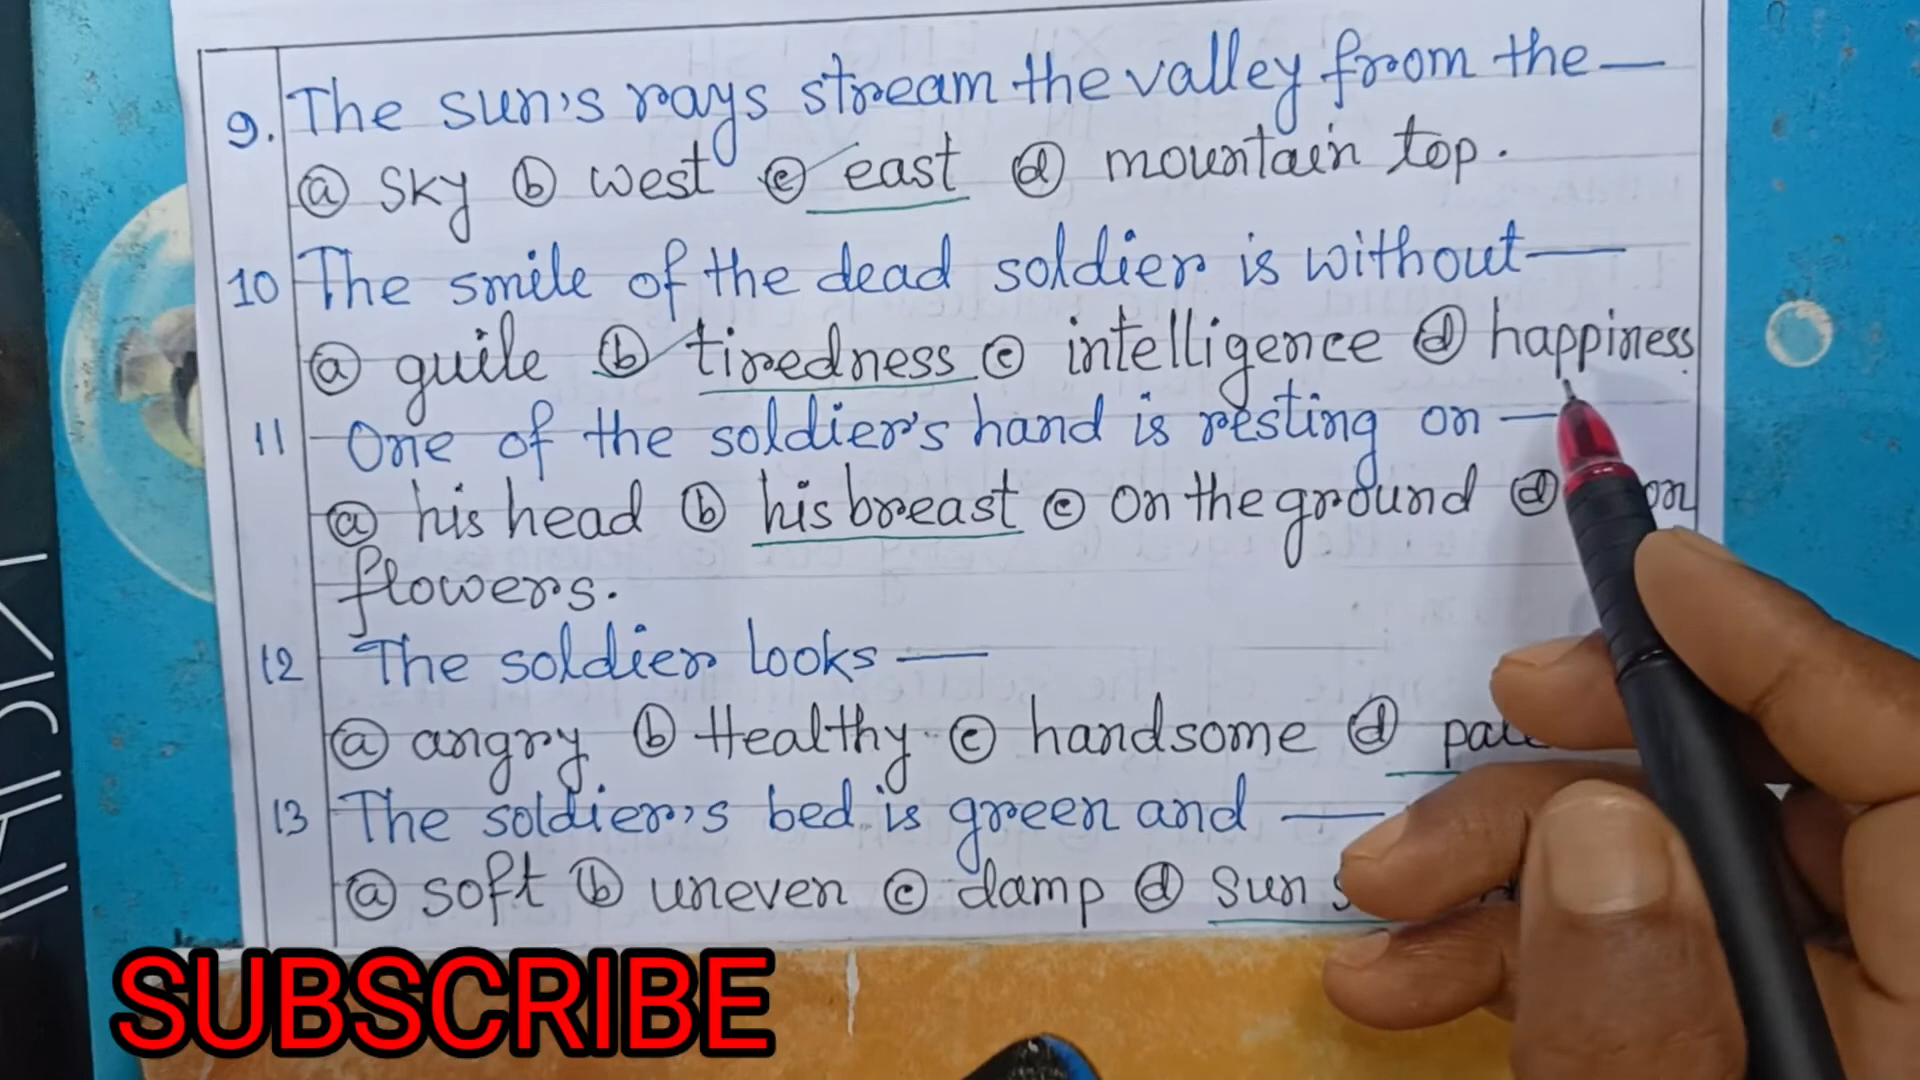 9. The sun's rays stream the valley from the —
ⓐ sky ⓑ west ⓒ east ⓓ mountain top.
10 The smile of the dead soldier is without —
ⓐ guile ⓑ tiredness ⓒ intelligence ⓓ happiness
11 One of the soldier's hand is resting on —
ⓐ his head ⓑ his breast ⓒ on the ground ⓓ on
flowers.
12 The soldier looks —
ⓐ angry ⓑ Healthy ⓒ handsome ⓓ
13 The soldier's bed is green and —
ⓐ soft ⓑ uneven ⓒ damp ⓓ sun
SUBSCRIBE